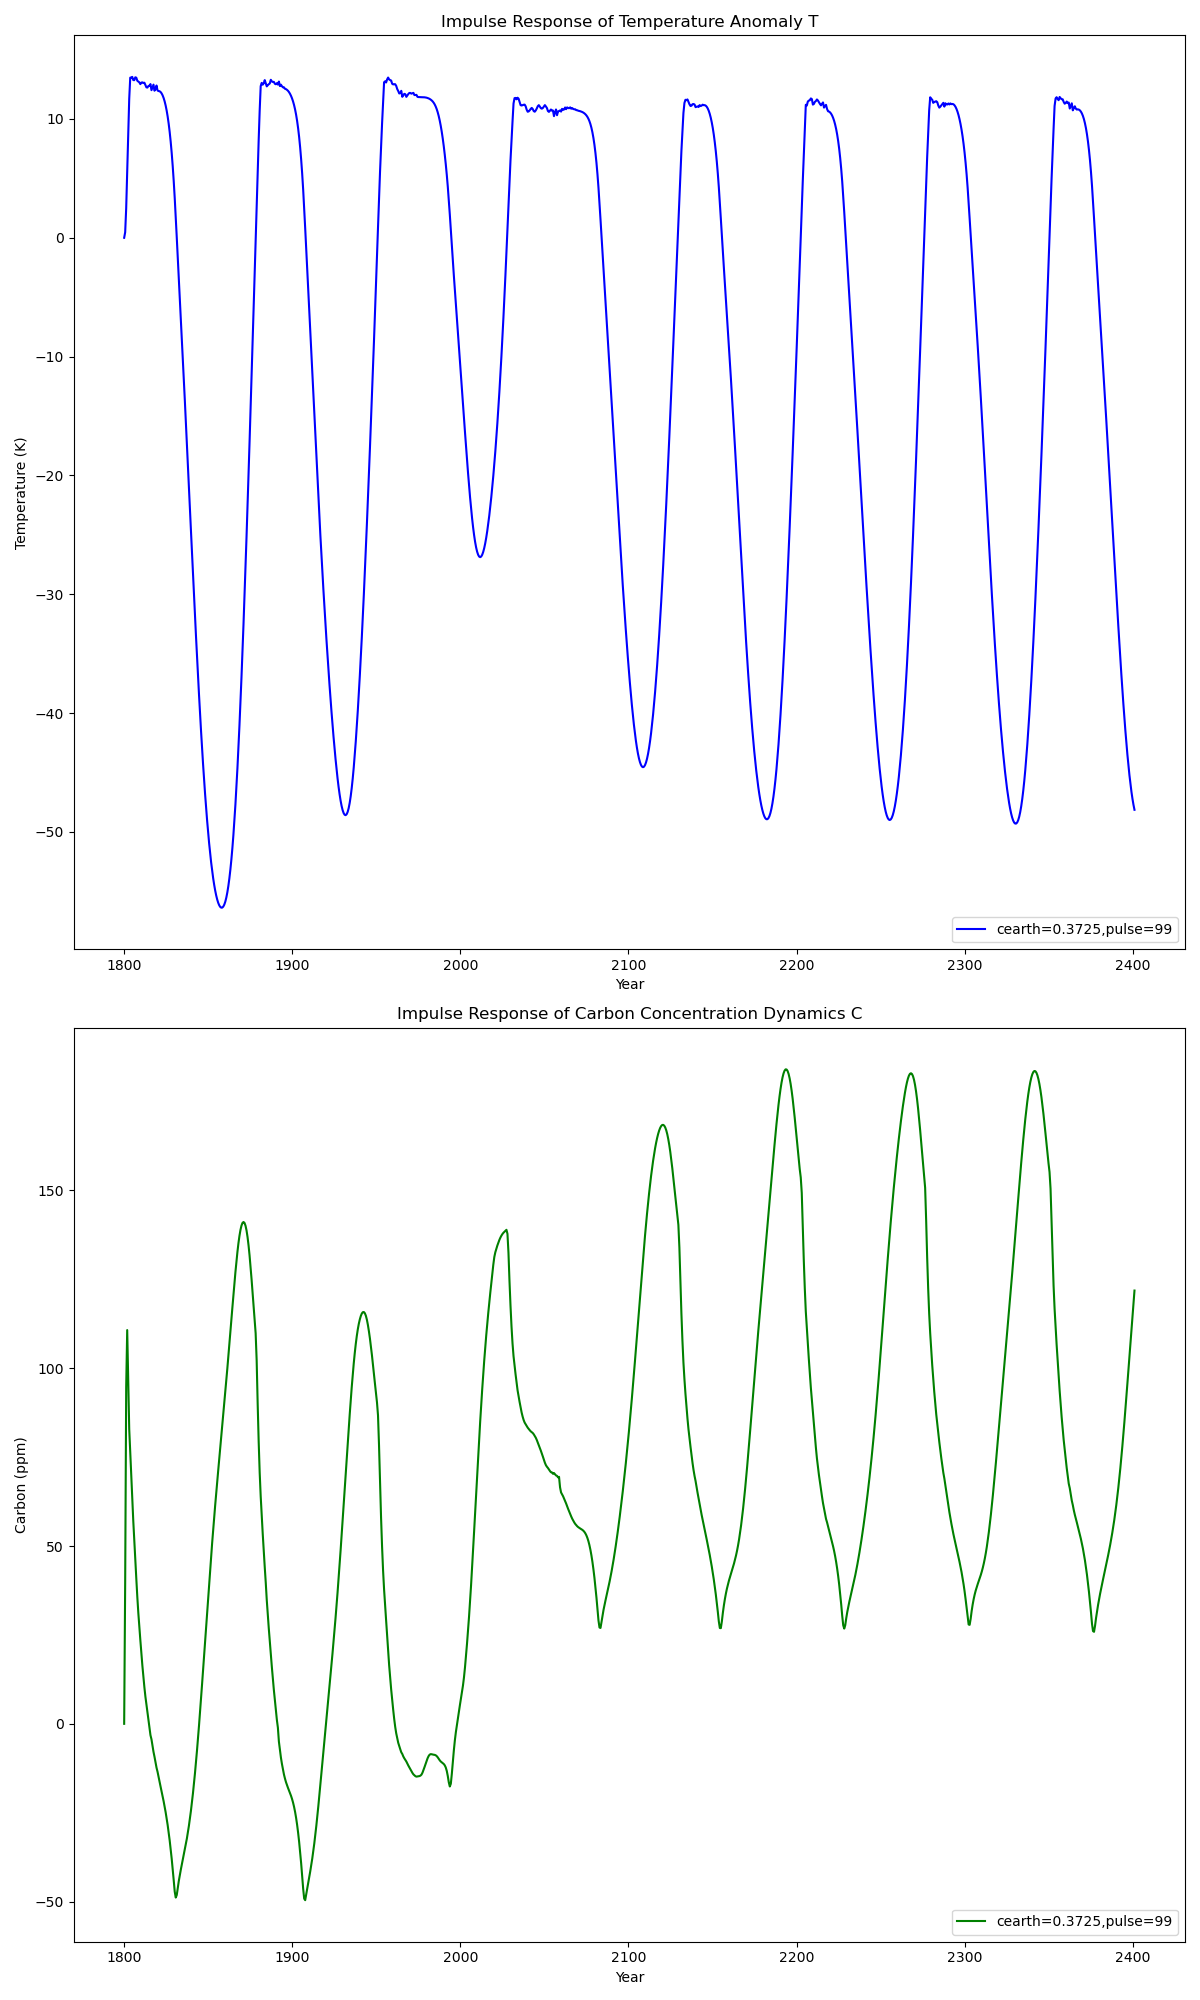 Impulse Response of Temperature Anomaly T
10
0
−10
−20
−30
−40
−50
Temperature (K)
cearth=0.3725,pulse=99
1800 1900 2000 2100 2200 2300 2400
Year
Impulse Response of Carbon Concentration Dynamics C
150
100
50
0
−50
Carbon (ppm)
cearth=0.3725,pulse=99
1800 1900 2000 2100 2200 2300 2400
Year